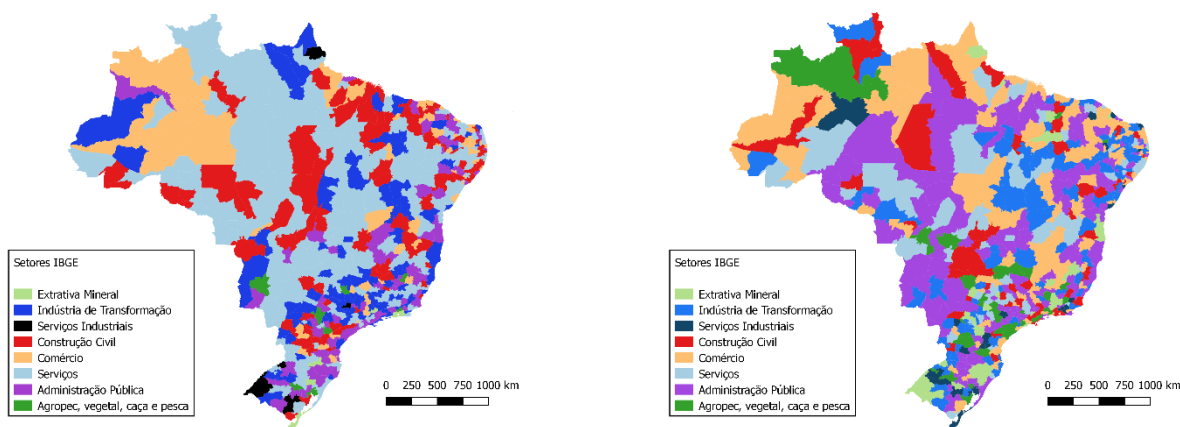 Setores IBGE
Extrativa Mineral
Indústria de Transformação
Serviços Industriais
Construção Civil
Comércio
Serviços
Administração Pública
Agropec, vegetal, caça e pesca
0 250 500 750 1000 km
Setores IBGE
Extrativa Mineral
Indústria de Transformação
Serviços Industriais
Construção Civil
Comércio
Serviços
Administração Pública
Agropec, vegetal, caça e pesca
0 250 500 750 1000 km